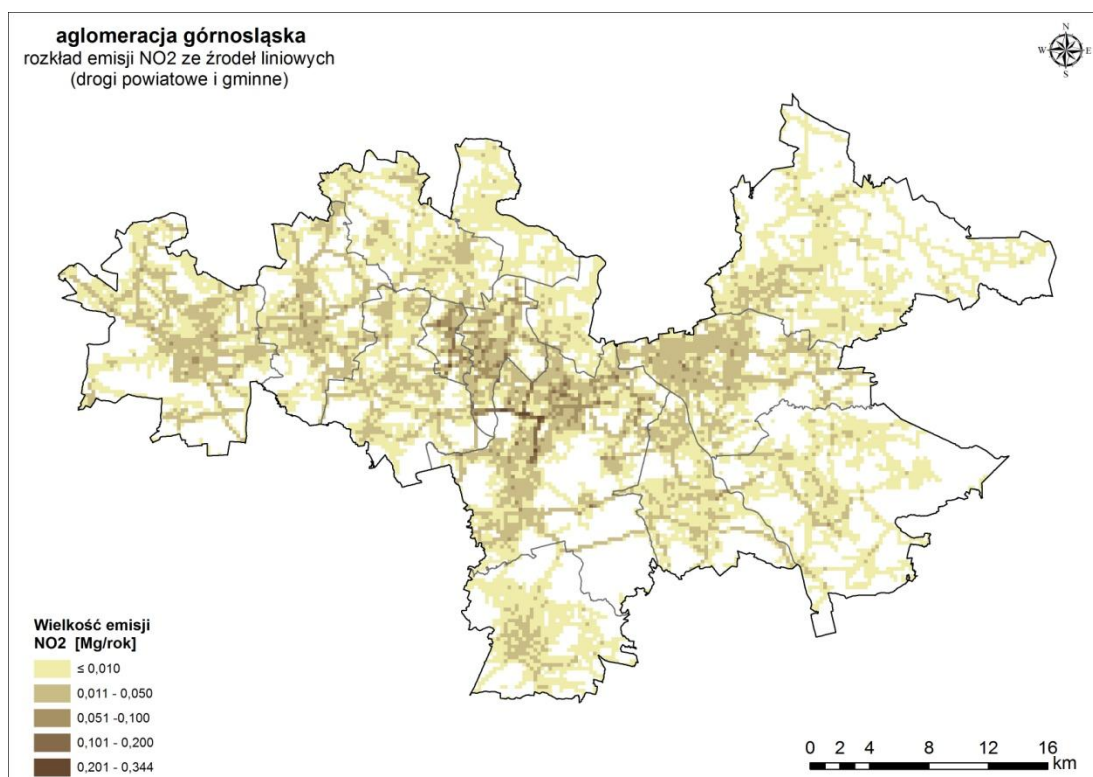 aglomeracja górnośląska
rozkład emisji NO2 ze źrodeł liniowych
(drogi powiatowe i gminne)
N
W E
S
Wielkość emisji
NO2 [Mg/rok]
≤ 0,010
0,011 - 0,050
0,051 -0,100
0,101 - 0,200
0,201 - 0,344
0 2 4 8 12 16
km